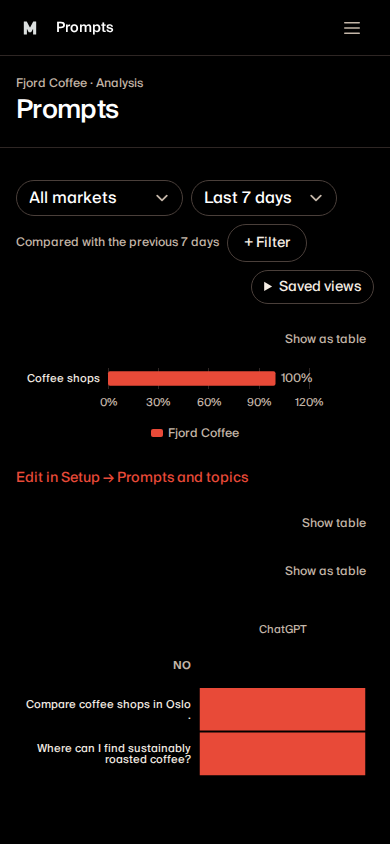 M Prompts
Fjord Coffee · Analysis
Prompts
All markets
Last 7 days
Compared with the previous 7 days
+ Filter
▶ Saved views
Show as table
Coffee shops
100%
0% 30% 60% 90% 120%
Fjord Coffee
Edit in Setup → Prompts and topics
Show table
Show as table
ChatGPT
NO
Compare coffee shops in Oslo
.
Where can I find sustainably
roasted coffee?